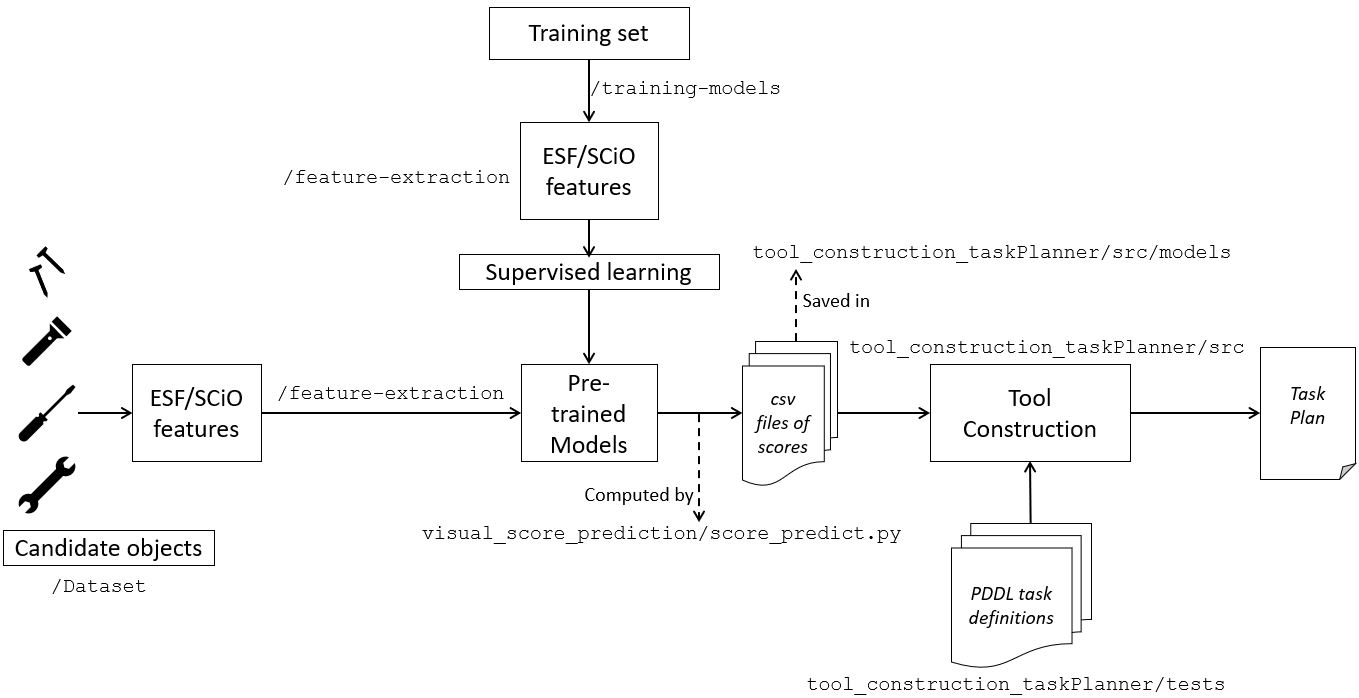 Training set
/training-models
ESF/SCiO
features
/feature-extraction
Supervised learning
tool_construction_taskPlanner/src/models
Saved in
tool_construction_taskPlanner/src
ESF/SCiO
features
/feature-extraction
Pre-
trained
Models
csv
files of
scores
Tool
Construction
Task
Plan
Computed by
visual_score_prediction/score_predict.py
Candidate objects
/Dataset
PDDL task
definitions
tool_construction_taskPlanner/tests